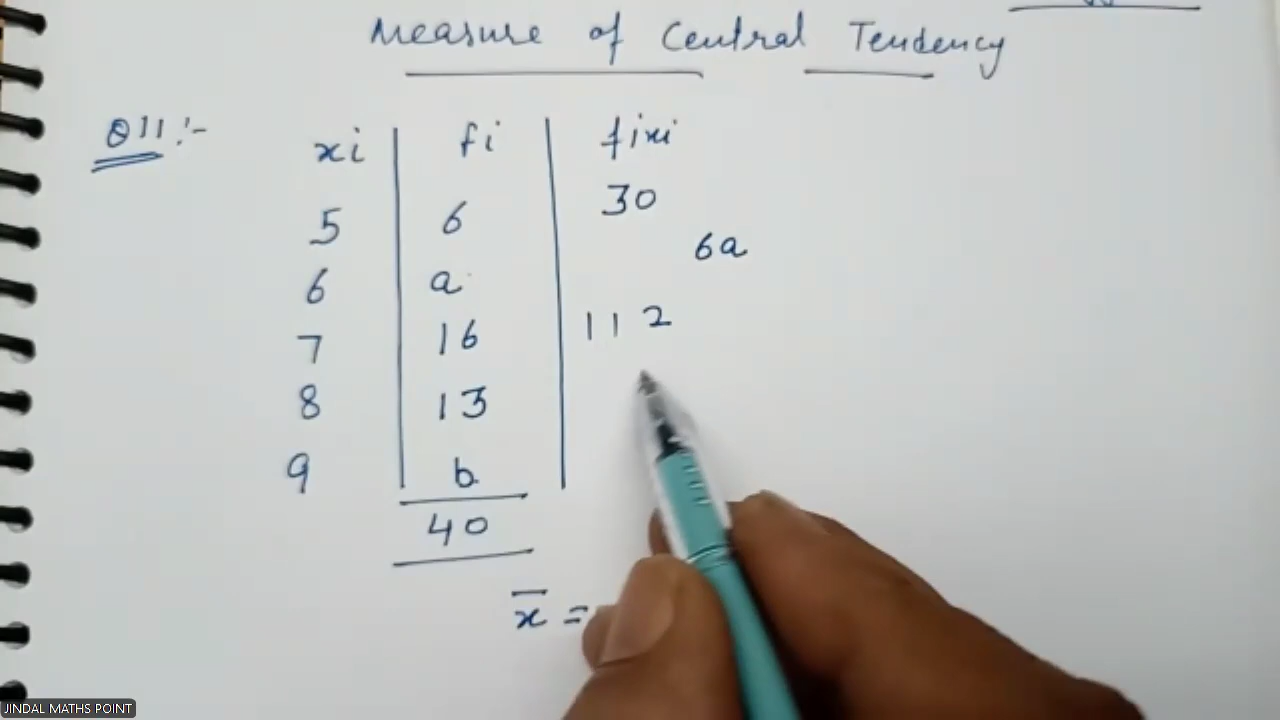 Measure of Central Tendency
Q11:-
xi fi fixi
5 6 30
6 a 6a
7 16 112
8 13
9 b
40
x̄ =
JINDAL MATHS POINT